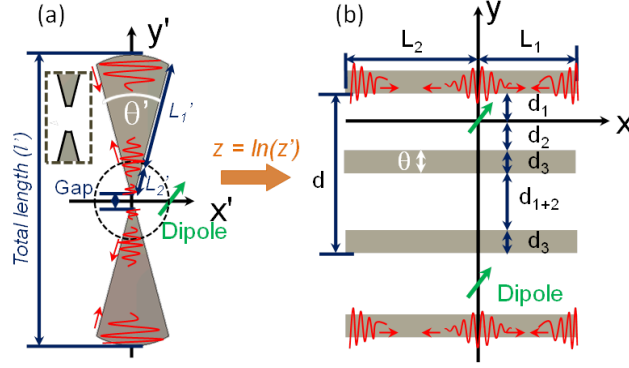 (a)
y'
θ'
L₁'
L₂'
Gap
x'
Dipole
Total length (l')
z = ln(z')
(b)
y
L₂
L₁
d₁
x
d₂
θ
d₃
d
d₁₊₂
d₃
Dipole